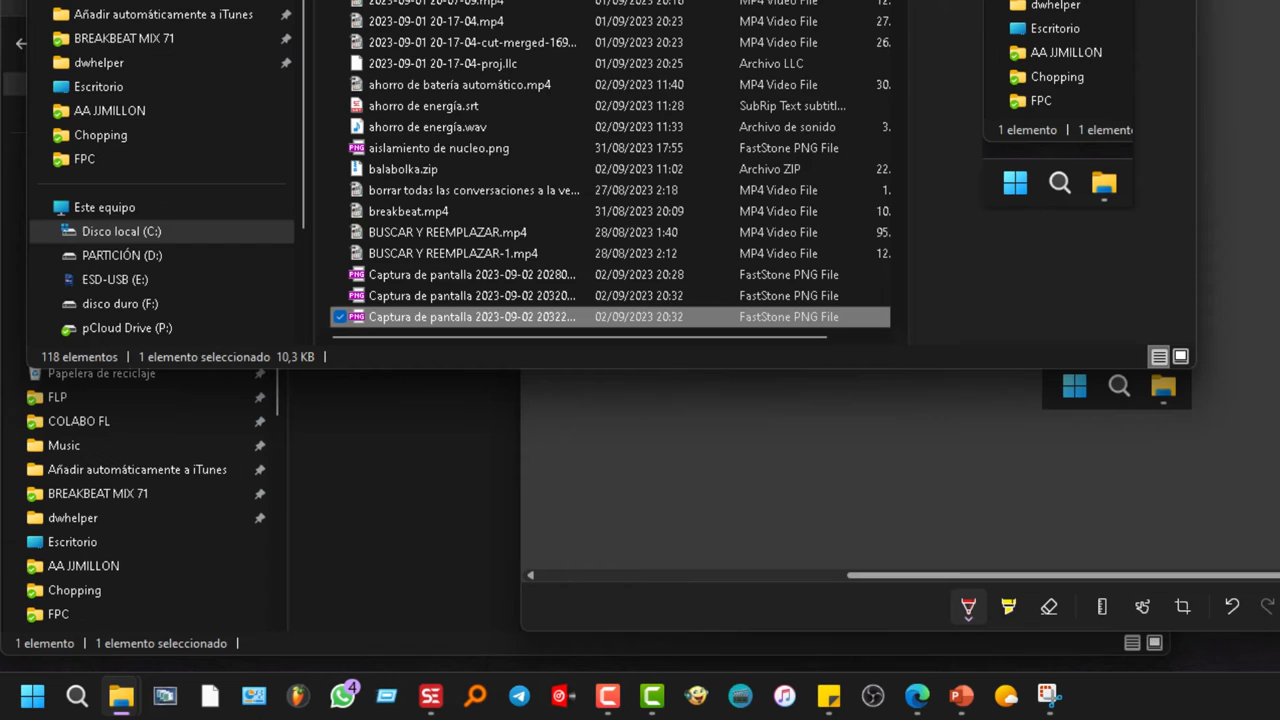 Añadir automáticamente a iTunes
BREAKBEAT MIX 71
dwhelper
Escritorio
AA JJMILLON
Chopping
FPC
Este equipo
Disco local (C:)
PARTICIÓN (D:)
ESD-USB (E:)
disco duro (F:)
pCloud Drive (P:)
2023-09-01 20-17-04.mp4 01/09/2023 20:23 MP4 Video File 27.
2023-09-01 20-17-04-cut-merged-169... 01/09/2023 20:23 MP4 Video File 26.
2023-09-01 20-17-04-proj.llc 01/09/2023 20:25 Archivo LLC
ahorro de batería automático.mp4 02/09/2023 11:40 MP4 Video File 30.
ahorro de energía.srt 02/09/2023 11:28 SubRip Text subtitl...
ahorro de energía.wav 02/09/2023 11:33 Archivo de sonido 3.
aislamiento de nucleo.png 31/08/2023 17:55 FastStone PNG File
balabolka.zip 02/09/2023 11:02 Archivo ZIP 22.
borrar todas las conversaciones a la ve... 27/08/2023 2:18 MP4 Video File 1.
breakbeat.mp4 31/08/2023 20:09 MP4 Video File 10.
BUSCAR Y REEMPLAZAR.mp4 28/08/2023 1:40 MP4 Video File 95.
BUSCAR Y REEMPLAZAR-1.mp4 28/08/2023 2:12 MP4 Video File 12.
Captura de pantalla 2023-09-02 20280... 02/09/2023 20:28 FastStone PNG File
Captura de pantalla 2023-09-02 20320... 02/09/2023 20:32 FastStone PNG File
Captura de pantalla 2023-09-02 20322... 02/09/2023 20:32 FastStone PNG File
dwhelper
Escritorio
AA JJMILLON
Chopping
FPC
1 elemento 1 element
118 elementos 1 elemento seleccionado 10,3 KB
Papelera de reciclaje
FLP
COLABO FL
Music
Añadir automáticamente a iTunes
BREAKBEAT MIX 71
dwhelper
Escritorio
AA JJMILLON
Chopping
FPC
1 elemento 1 elemento seleccionado
4
SE